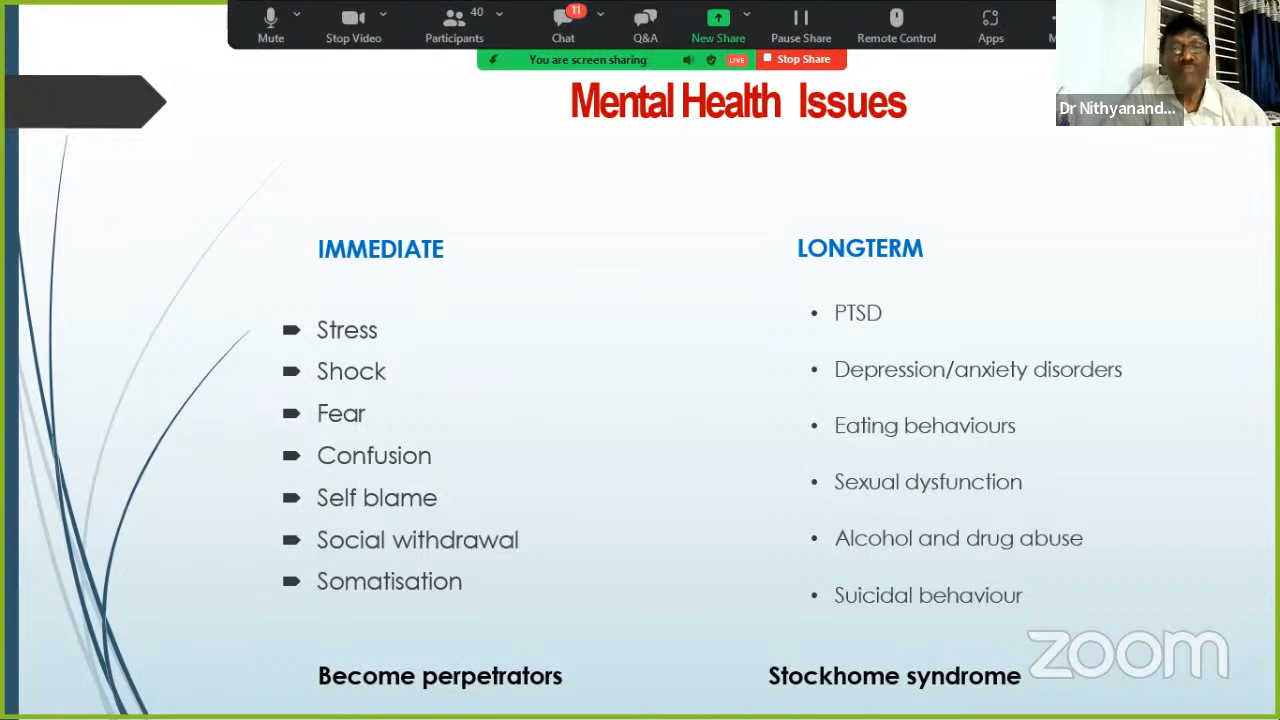 40
11
Mute
Stop Video
Participants
Chat
Q&A
New Share
Pause Share
Remote Control
Apps
You are screen sharing
LIVE
Stop Share
Dr Nithyanand...
Mental Health Issues
IMMEDIATE
Stress
Shock
Fear
Confusion
Self blame
Social withdrawal
Somatisation
Become perpetrators
LONGTERM
PTSD
Depression/anxiety disorders
Eating behaviours
Sexual dysfunction
Alcohol and drug abuse
Suicidal behaviour
Stockhome syndrome
zoom